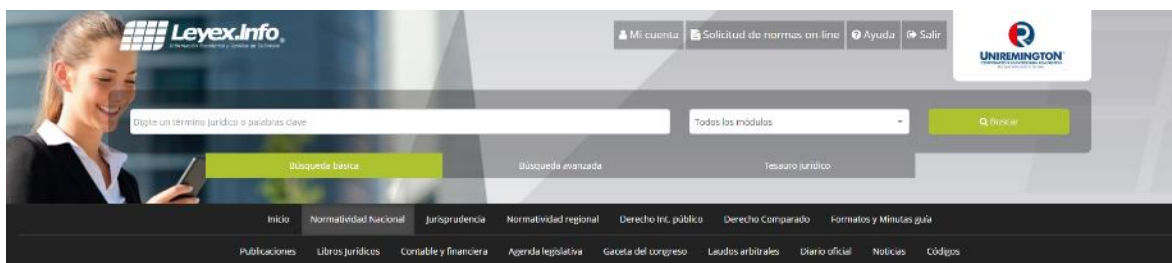 Leyex.Info®
Mi cuenta Solicitud de normas on-line Ayuda Salir
UNIREMINGTON
Digite un término jurídico o palabras clave Todos los módulos Buscar
Búsqueda básica Búsqueda avanzada Tesauro jurídico
Inicio Normatividad Nacional Jurisprudencia Normatividad regional Derecho Int. público Derecho Comparado Formatos y Minutas guía
Publicaciones Libros Jurídicos Contable y financiera Agenda legislativa Gaceta del congreso Laudos arbitrales Diario oficial Noticias Códigos